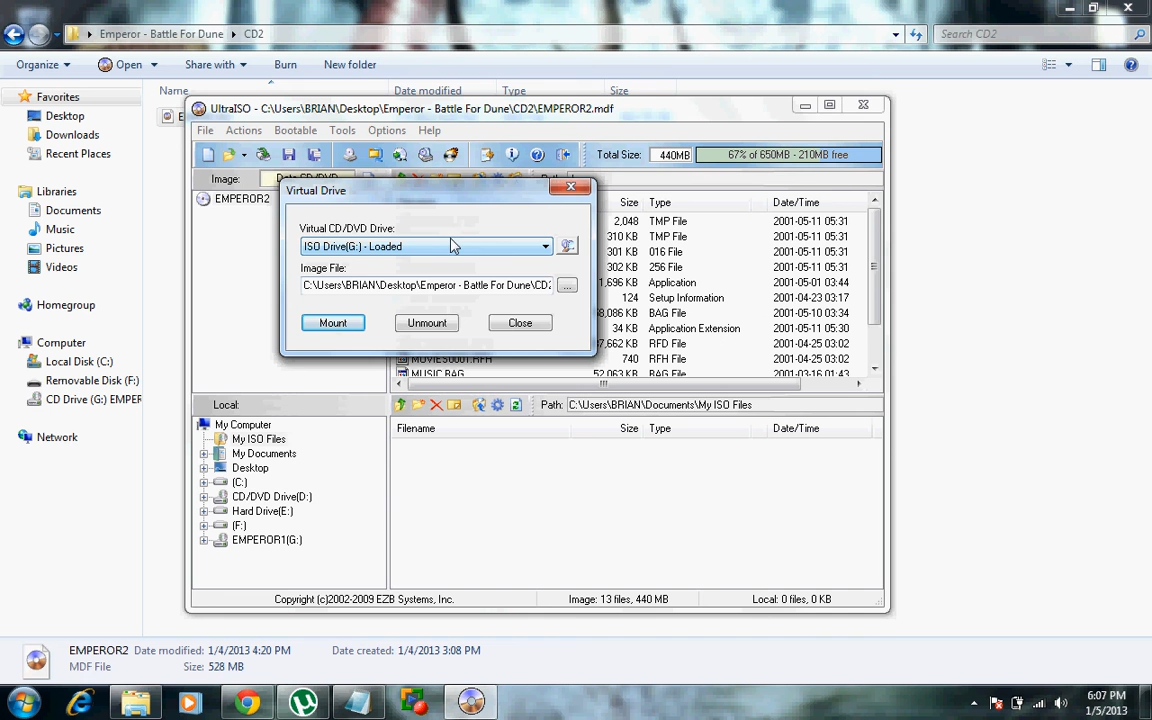 Emperor - Battle For Dune
CD2
Search CD2
Organize
Open
Share with
Burn
New folder
Name
Date modified
Type
Size
Favorites
Desktop
Downloads
Recent Places
Libraries
Documents
Music
Pictures
Videos
Homegroup
Computer
Local Disk (C:)
Removable Disk (F:)
CD Drive (G:) EMPER
Network
UltraISO - C:\Users\BRIAN\Desktop\Emperor - Battle For Dune\CD2\EMPEROR2.mdf
File Actions Bootable Tools Options Help
Total Size: 440MB 67% of 650MB - 210MB free
Image:
EMPEROR2
Size Type Date/Time
2,048 TMP File 2001-05-11 05:31
310 KB TMP File 2001-05-11 05:31
301 KB 016 File 2001-05-11 05:31
302 KB 256 File 2001-05-11 05:31
,696 KB Application 2001-05-01 03:44
124 Setup Information 2001-04-23 03:17
,086 KB BAG File 2001-05-10 03:34
34 KB Application Extension 2001-05-11 05:30
,662 KB RFD File 2001-04-25 03:02
MOVIES0001.RFH 740 RFH File 2001-04-25 03:02
MUSIC.BAG 52,063 KB BAG File 2001-03-16 01:43
Virtual Drive
Virtual CD/DVD Drive:
ISO Drive(G:) - Loaded
Image File:
C:\Users\BRIAN\Desktop\Emperor - Battle For Dune\CD2
...
Mount Unmount Close
Local:
Path: C:\Users\BRIAN\Documents\My ISO Files
My Computer
My ISO Files
My Documents
Desktop
(C:)
CD/DVD Drive(D:)
Hard Drive(E:)
(F:)
EMPEROR1(G:)
Filename Size Type Date/Time
Copyright (c)2002-2009 EZB Systems, Inc. Image: 13 files, 440 MB Local: 0 files, 0 KB
EMPEROR2 Date modified: 1/4/2013 4:20 PM Date created: 1/4/2013 3:08 PM
MDF File Size: 528 MB
6:07 PM
1/5/2013